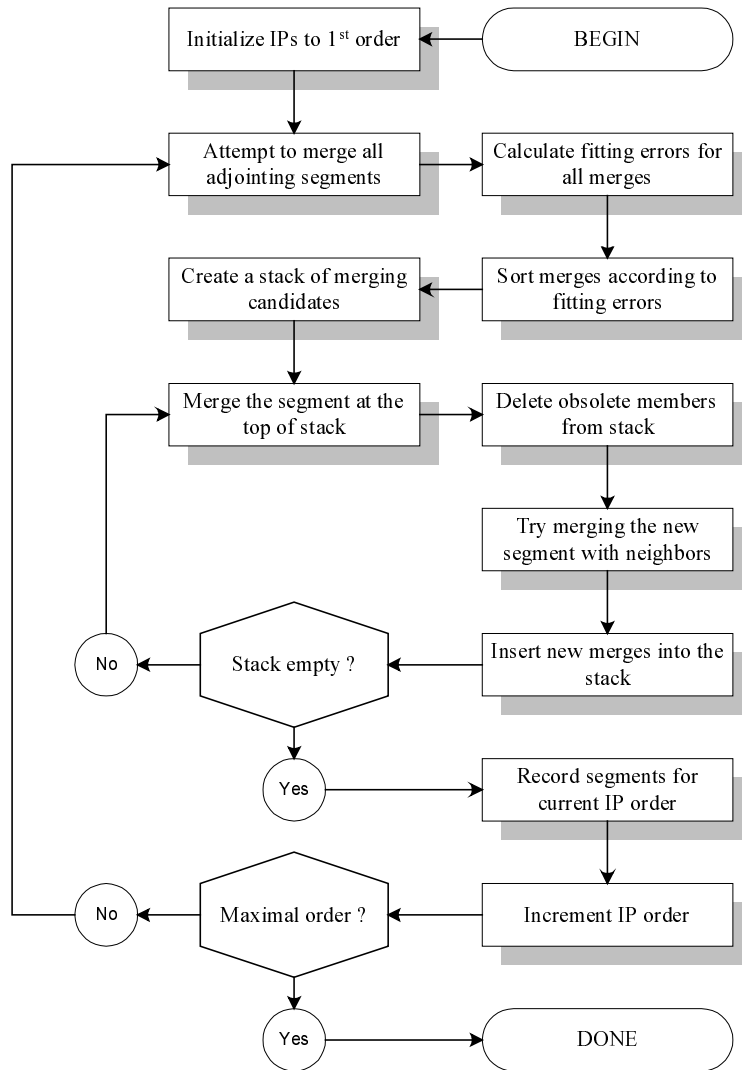 BEGIN
Initialize IPs to 1st order
Attempt to merge all
adjointing segments
Calculate fitting errors for
all merges
Sort merges according to
fitting errors
Create a stack of merging
candidates
Merge the segment at the
top of stack
Delete obsolete members
from stack
Try merging the new
segment with neighbors
Insert new merges into the
stack
Stack empty ?
No
Yes
Record segments for
current IP order
Increment IP order
Maximal order ?
No
Yes
DONE